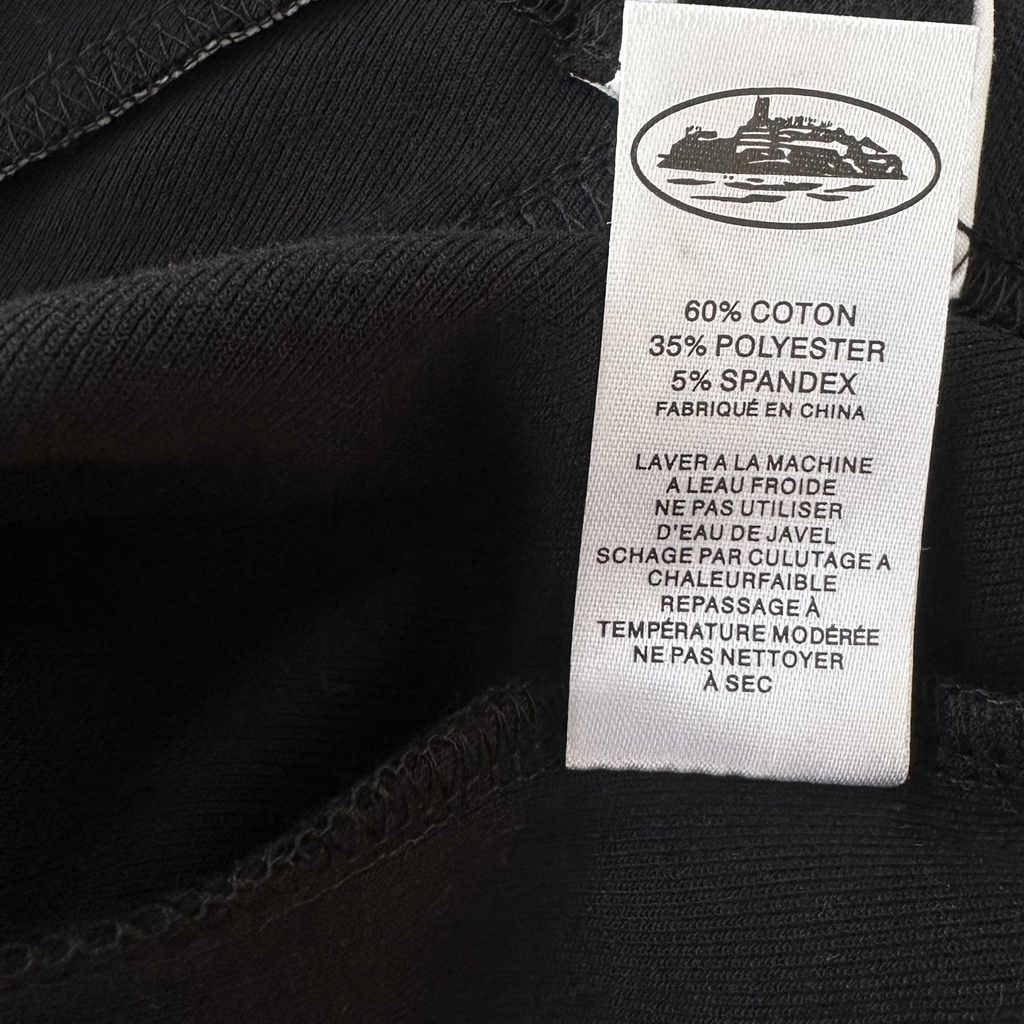 60% COTON
35% POLYESTER
5% SPANDEX
FABRIQUÉ EN CHINA
LAVER A LA MACHINE
A LEAU FROIDE
NE PAS UTILISER
D'EAU DE JAVEL
SCHAGE PAR CULUTAGE A
CHALEURFAIBLE
REPASSAGE À
TEMPÉRATURE MODÉRÉE
NE PAS NETTOYER
À SEC